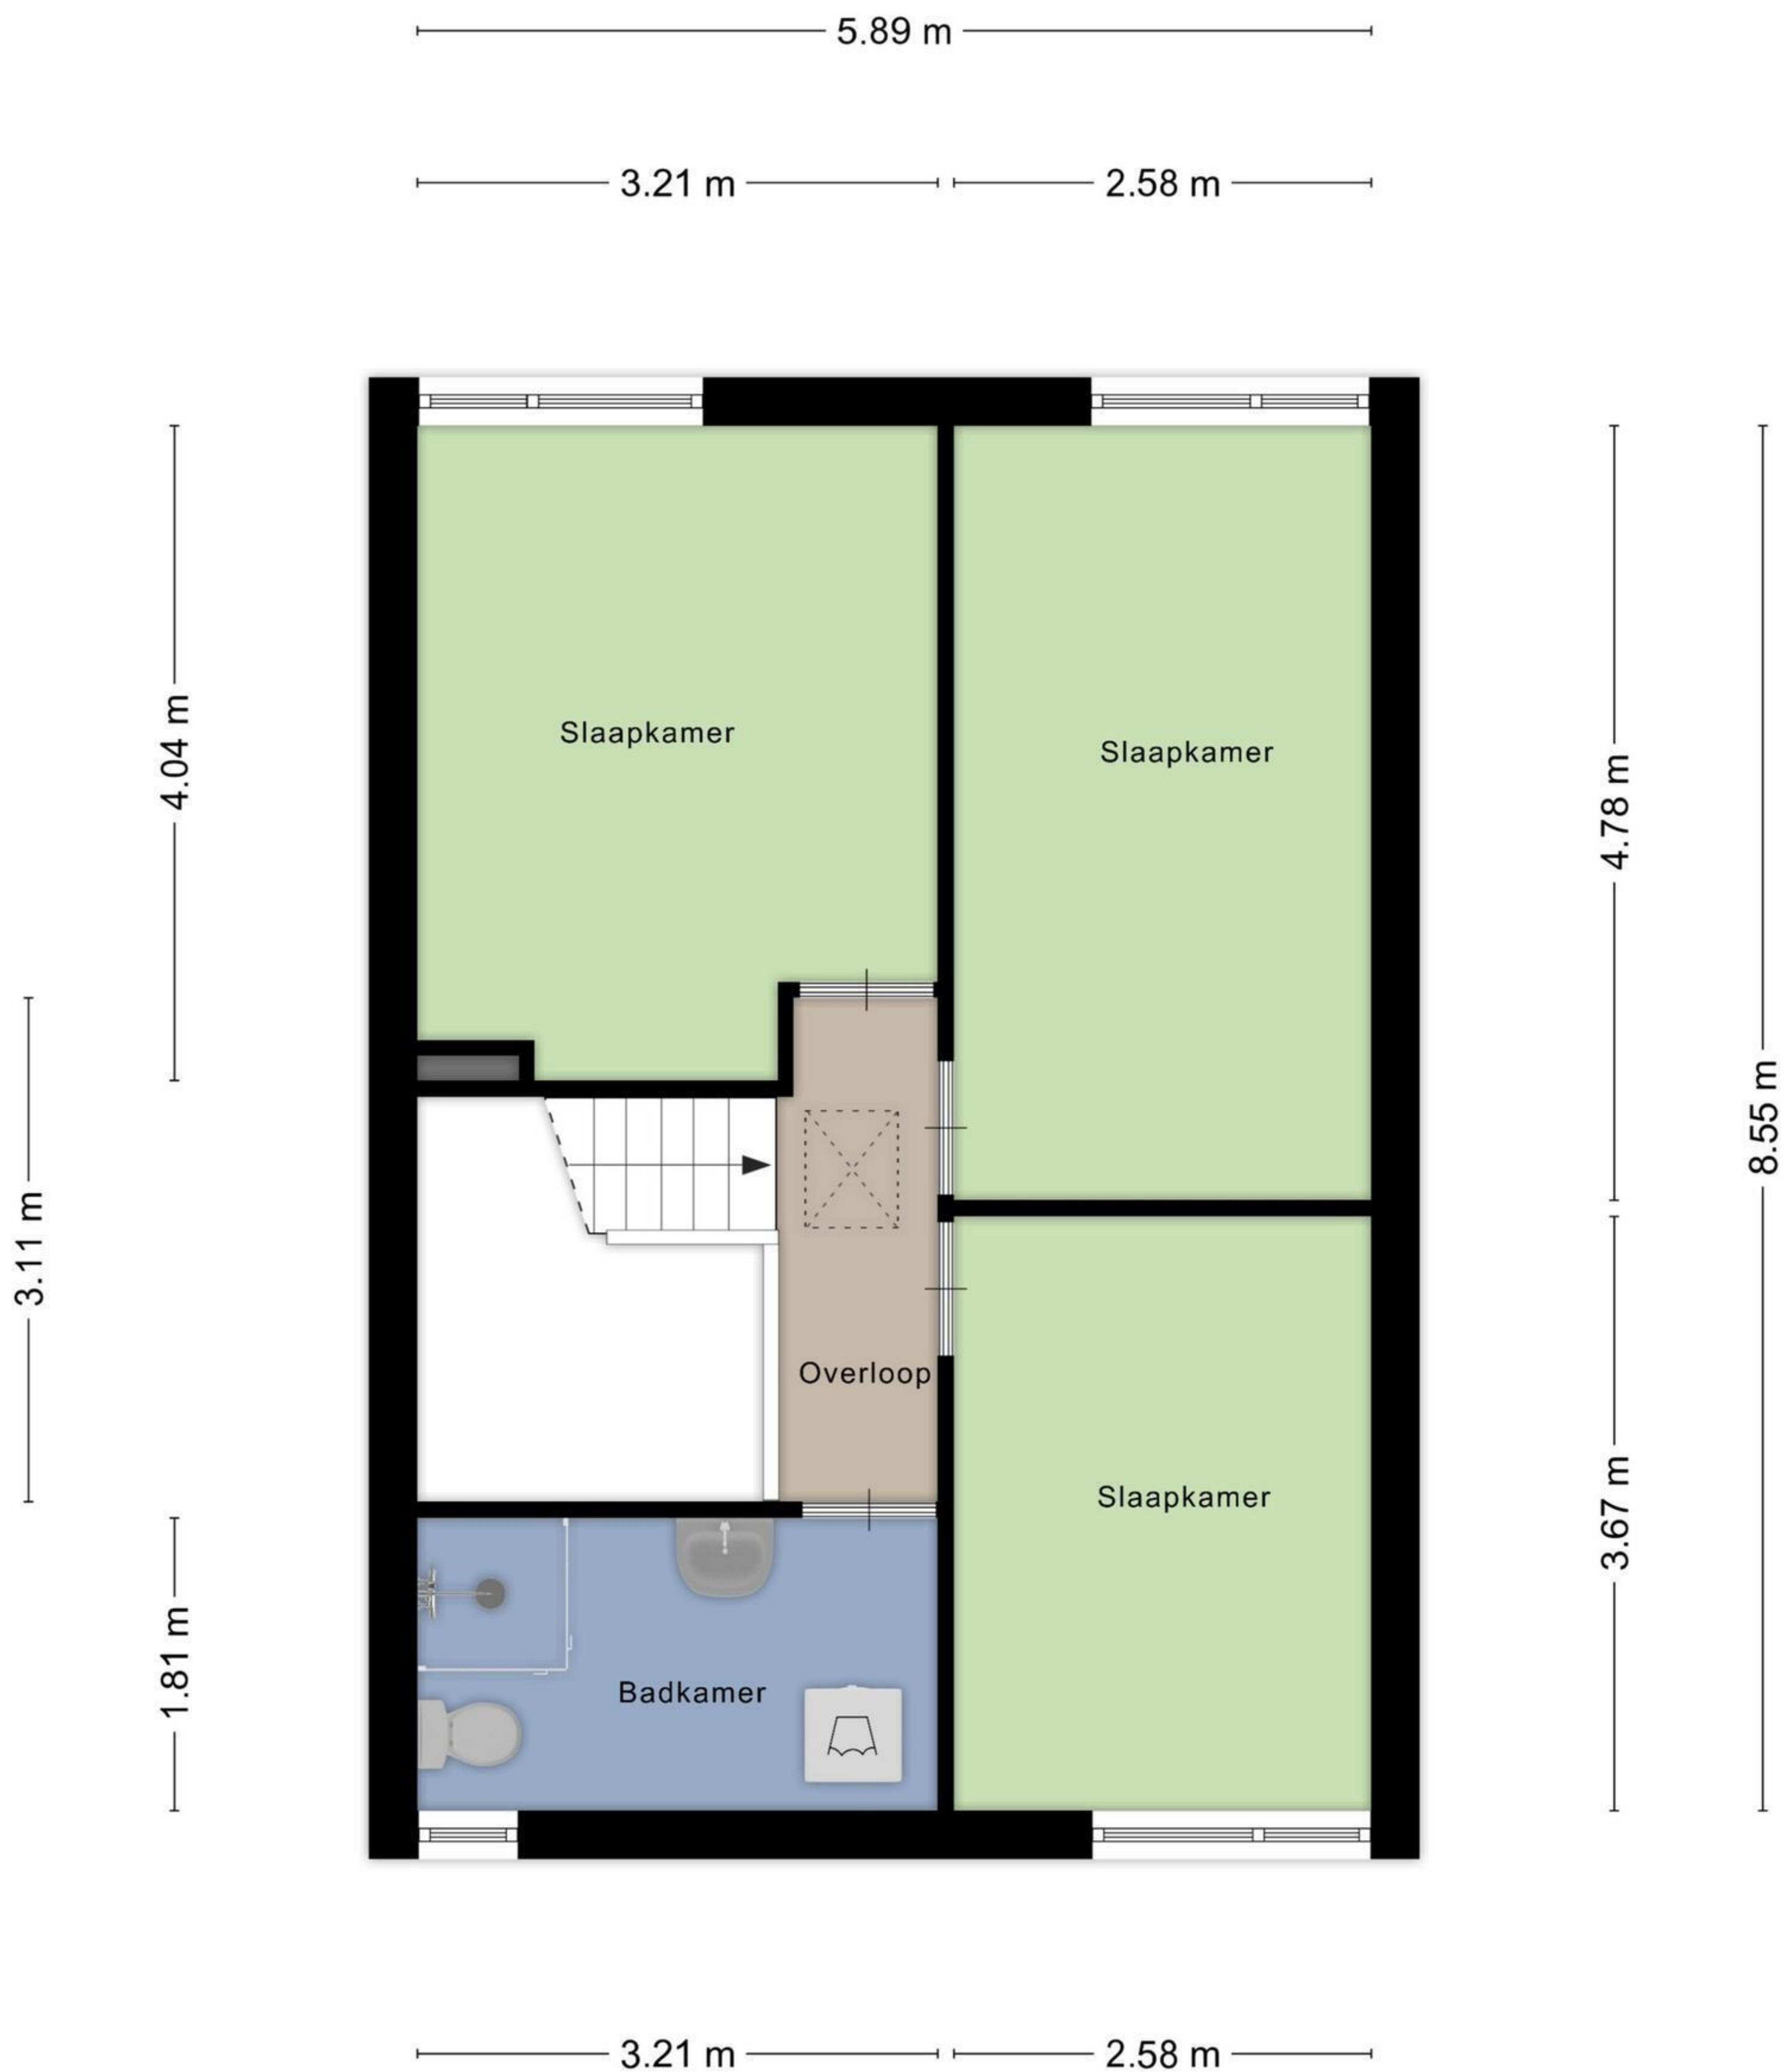 5.89 m
3.21 m
2.58 m
4.04 m
Slaapkamer
Slaapkamer
4.78 m
8.55 m
3.11 m
Overloop
Slaapkamer
3.67 m
1.81 m
Badkamer
3.21 m
2.58 m